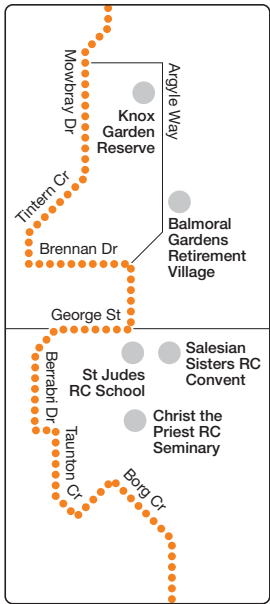 Mowbray Dr
Argyle Way
Knox
Garden
Reserve
Tintern Cr
Balmoral
Gardens
Retirement
Village
Brennan Dr
George St
Salesian
Sisters RC
Convent
St Judes
RC School
Berrabri Dr
Christ the
Priest RC
Seminary
Taunton Cr
Borg Cr